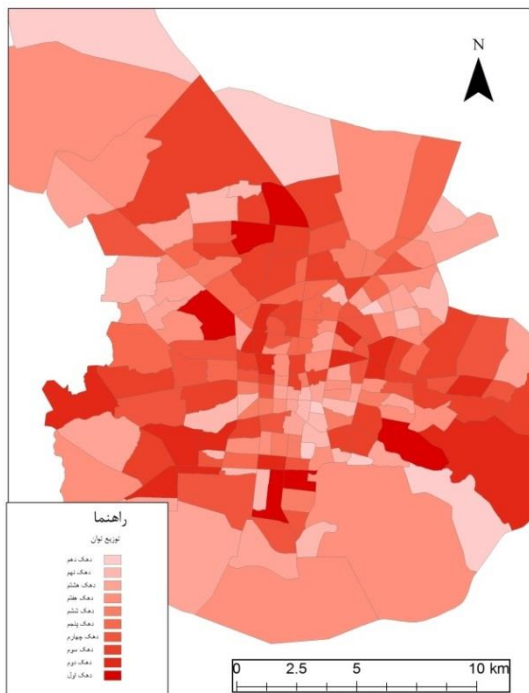 N
راهنما
توزیع توان
دهک دهم
دهک نهم
دهک هشتم
دهک هفتم
دهک ششم
دهک پنجم
دهک چهارم
دهک سوم
دهک دوم
دهک اول
0 2.5 5 10 km